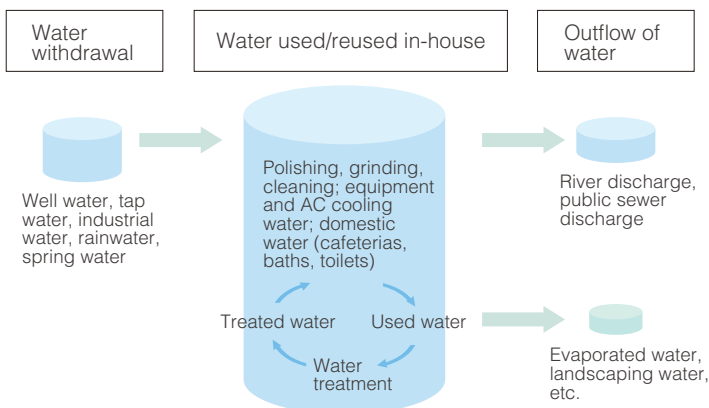 Water
withdrawal
Water used/reused in-house
Outflow of
water
Well water, tap
water, industrial
water, rainwater,
spring water
Polishing, grinding,
cleaning; equipment
and AC cooling
water; domestic
water (cafeterias,
baths, toilets)
Treated water
Used water
Water
treatment
River discharge,
public sewer
discharge
Evaporated water,
landscaping water,
etc.